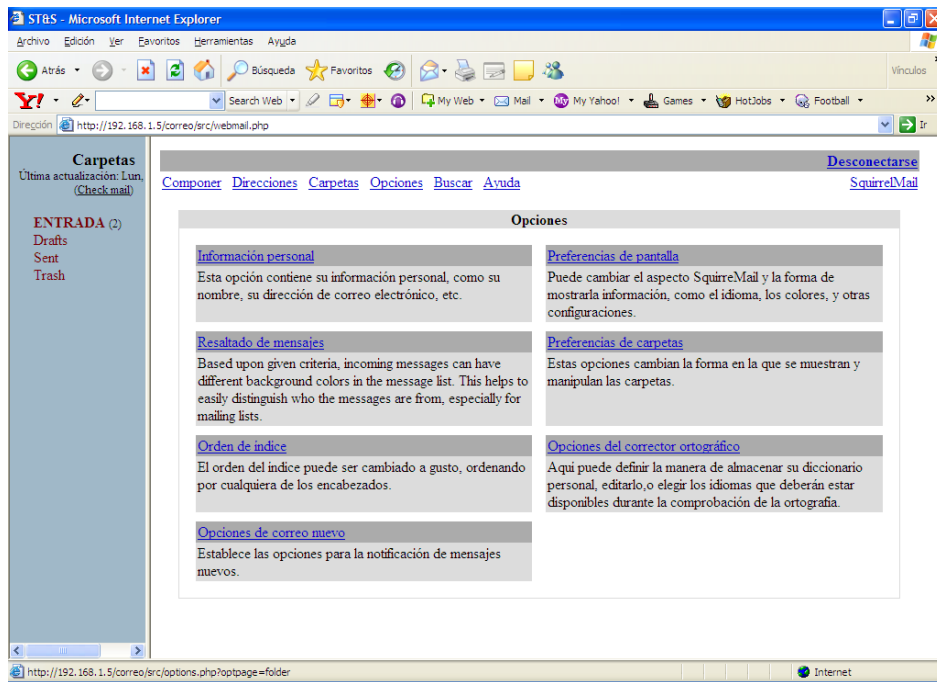 ST&S - Microsoft Internet Explorer
Archivo Edición Ver Favoritos Herramientas Ayuda
Atrás Búsqueda Favoritos Vínculos
Y! Search Web My Web Mail My Yahoo! Games HotJobs Football »
Dirección http://192.168.1.5/correo/src/webmail.php Ir
Carpetas
Última actualización: Lun,
(Check mail)
ENTRADA (2)
Drafts
Sent
Trash
Desconectarse
Componer Direcciones Carpetas Opciones Buscar Ayuda SquirrelMail
Opciones
Información personal
Esta opción contiene su información personal, como su
nombre, su dirección de correo electrónico, etc.
Preferencias de pantalla
Puede cambiar el aspecto SquirreMail y la forma de
mostrarla información, como el idioma, los colores, y otras
configuraciones.
Resaltado de mensajes
Based upon given criteria, incoming messages can have
different background colors in the message list. This helps to
easily distinguish who the messages are from, especially for
mailing lists.
Preferencias de carpetas
Estas opciones cambian la forma en la que se muestran y
manipulan las carpetas.
Orden de índice
El orden del índice puede ser cambiado a gusto, ordenando
por cualquiera de los encabezados.
Opciones del corrector ortográfico
Aqui puede definir la manera de almacenar su diccionario
personal, editarlo,o elegir los idiomas que deberán estar
disponibles durante la comprobación de la ortografía.
Opciones de correo nuevo
Establece las opciones para la notificación de mensajes
nuevos.
http://192.168.1.5/correo/src/options.php?optpage=folder Internet